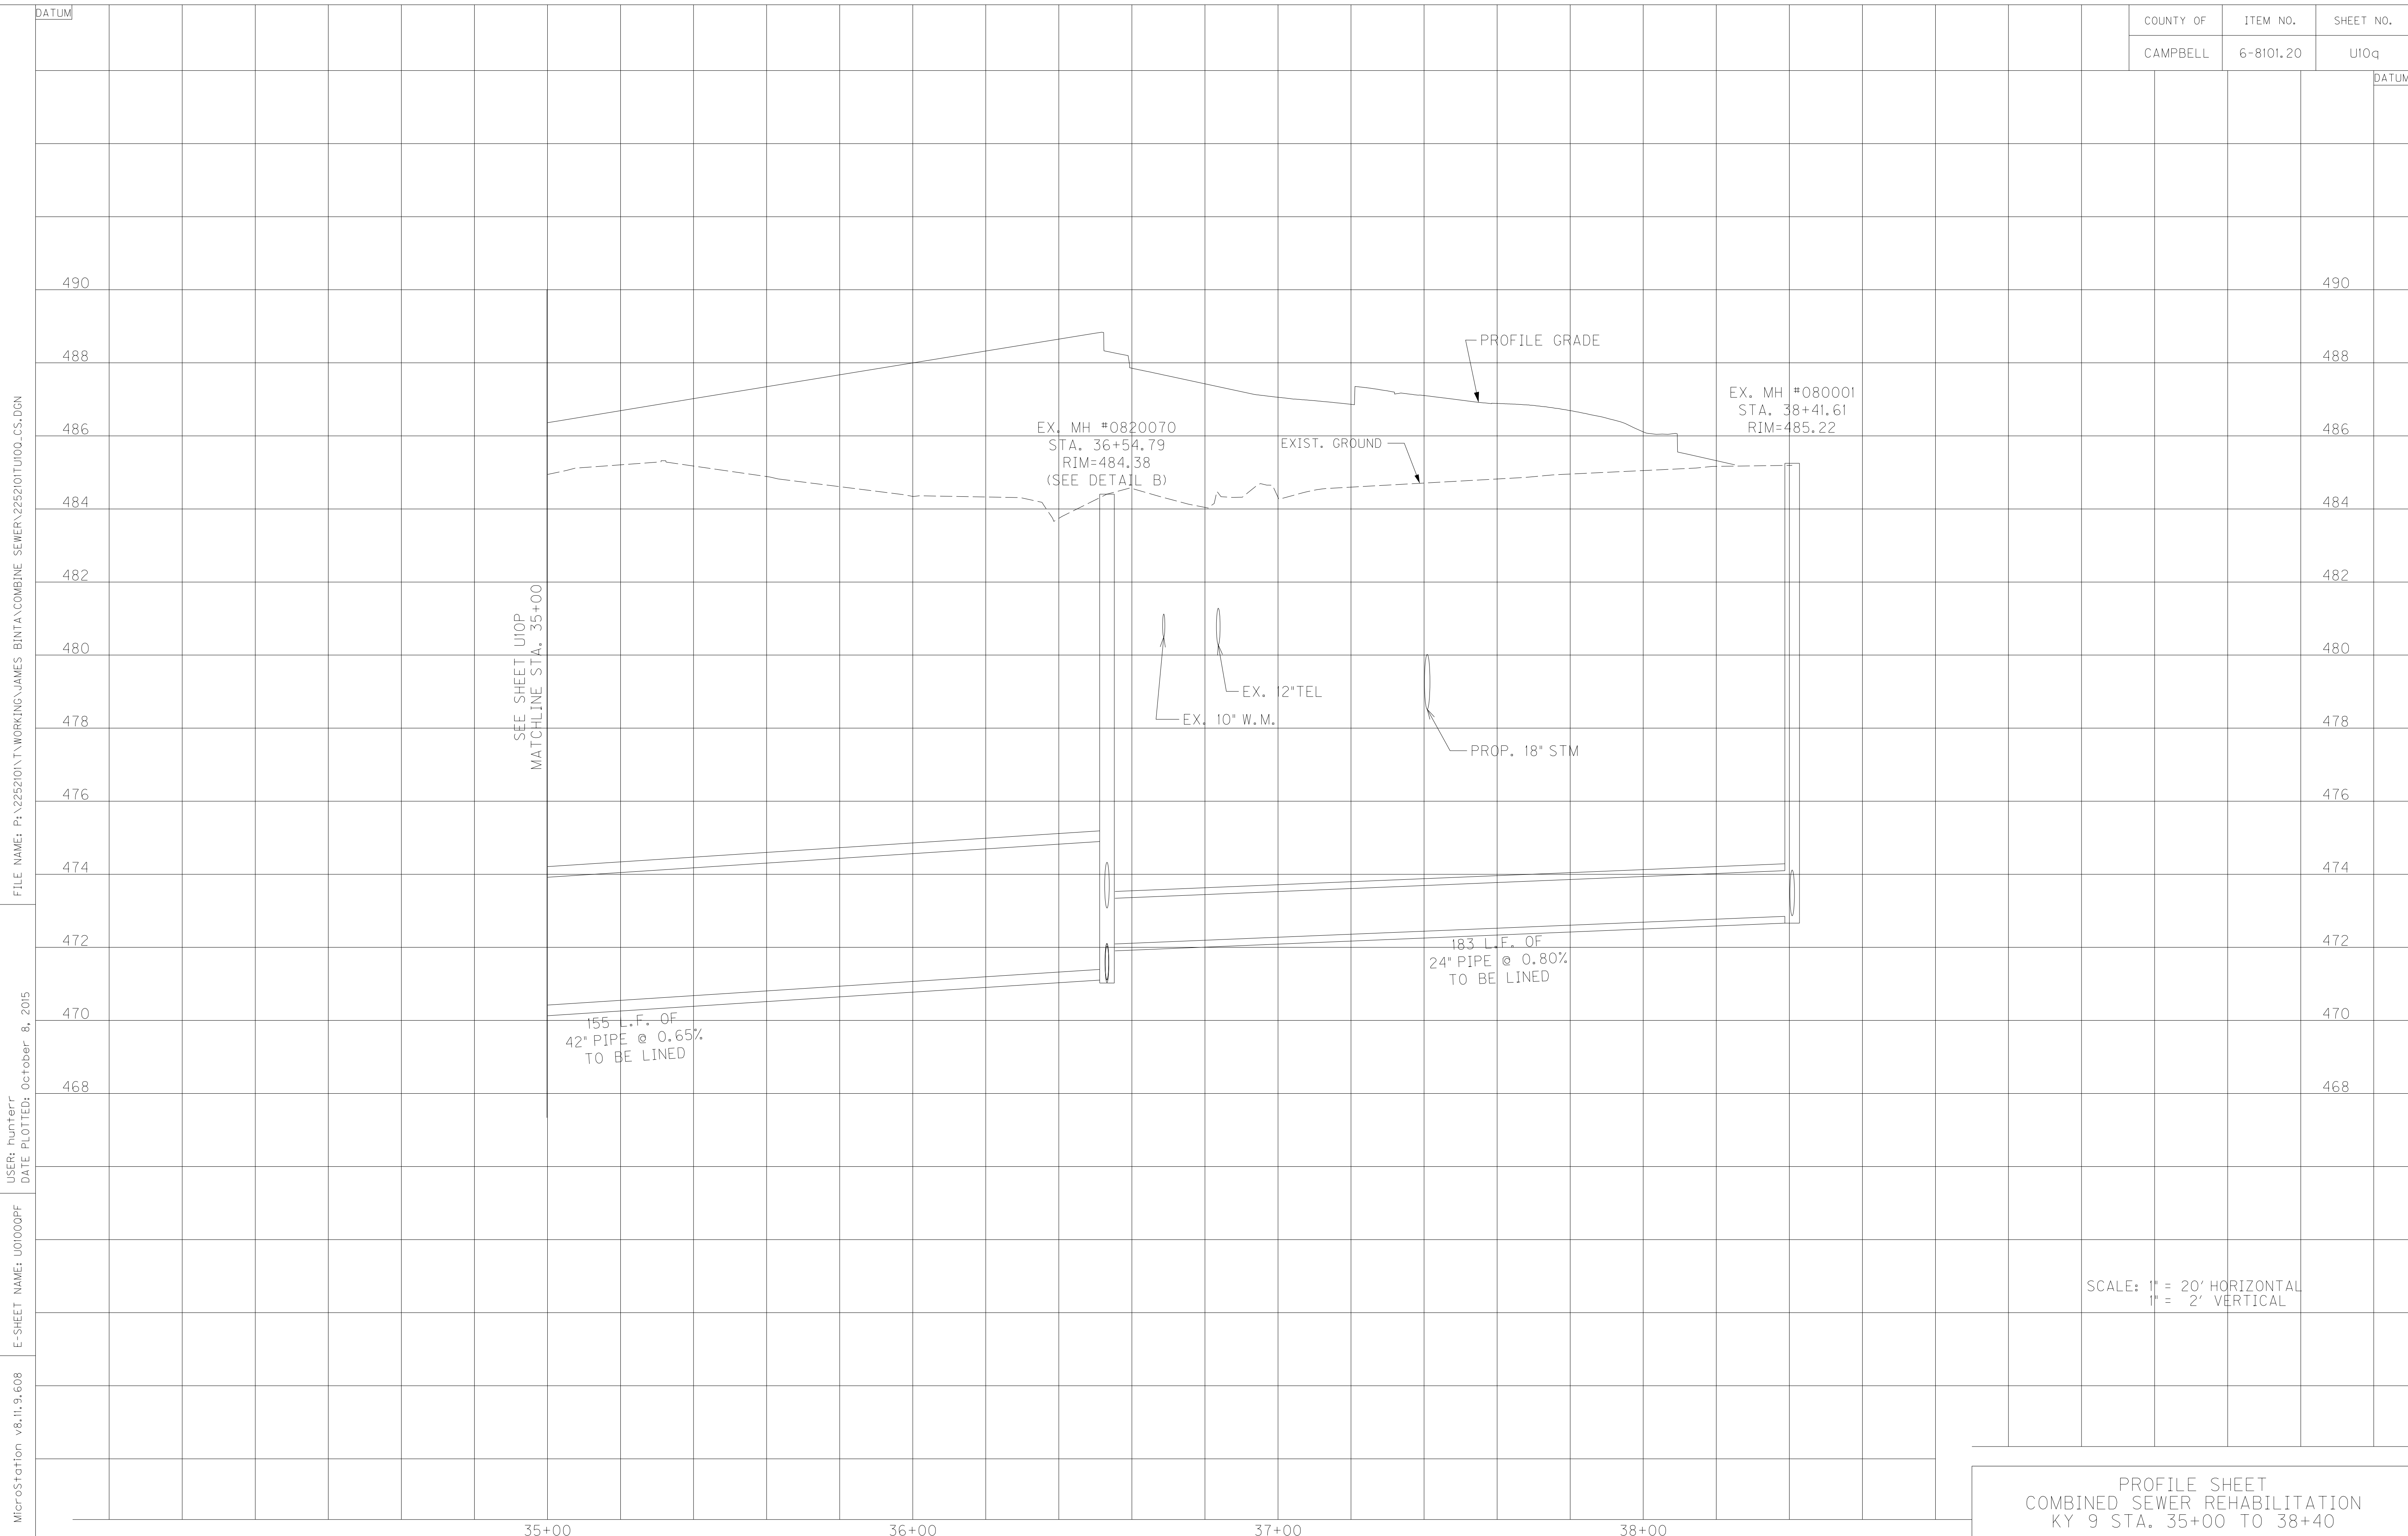 DATUM
COUNTY OF
ITEM NO.
SHEET NO.
CAMPBELL
6-8101.20
U10q
DATUM
490
490
488
PROFILE GRADE
488
EX. MH #080001
STA. 38+41.61
RIM=485.22
486
EX. MH #0820070
STA. 36+54.79
RIM=484.38
(SEE DETAIL B)
EXIST. GROUND
486
484
484
482
482
SEE SHEET U10P
MATCHLINE STA. 35+00
480
480
EX. 12" TEL
EX. 10" W.M.
478
478
PROP. 18" STM
476
476
474
474
472
472
183 L.F. OF
24" PIPE @ 0.80%
TO BE LINED
470
470
155 L.F. OF
42" PIPE @ 0.65%
TO BE LINED
468
468
SCALE: 1" = 20' HORIZONTAL
1" = 2' VERTICAL
PROFILE SHEET
COMBINED SEWER REHABILITATION
KY 9 STA. 35+00 TO 38+40
35+00
36+00
37+00
38+00
FILE NAME: P:\2252101\T\WORKING\JAMES BINTA\COMBINE SEWER\2252101TU10Q_CS.DGN
USER: hunterr
DATE PLOTTED: October 8, 2015
E-SHEET NAME: U0100QPF
MicroStation v8.11.9.608